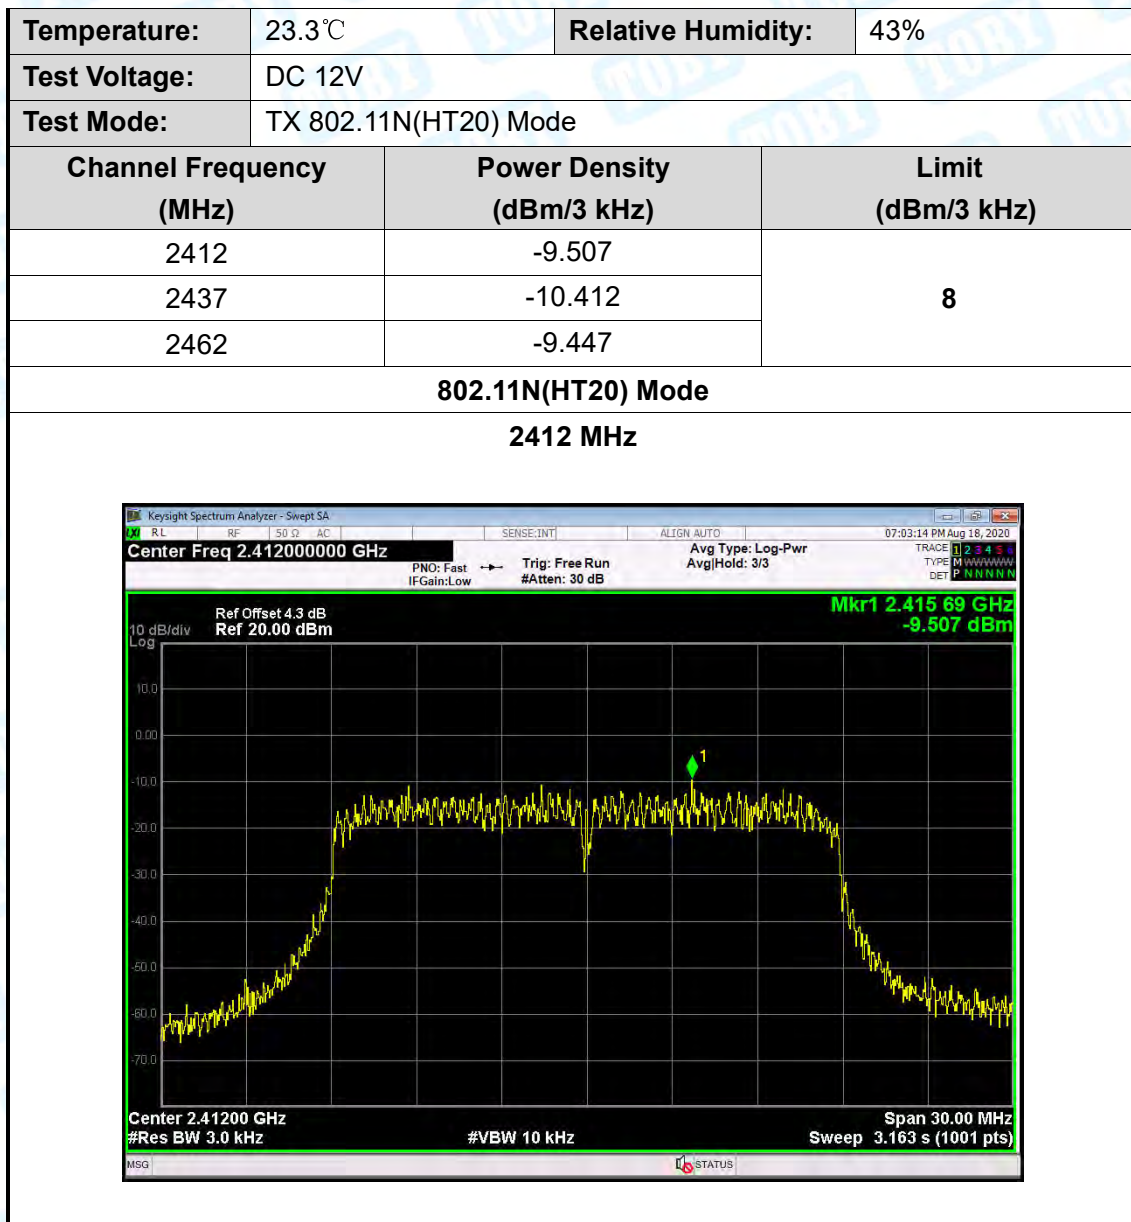 Temperature: 23.3℃ Relative Humidity: 43%
Test Voltage: DC 12V
Test Mode: TX 802.11N(HT20) Mode
Channel Frequency Power Density Limit
(MHz) (dBm/3 kHz) (dBm/3 kHz)
2412 -9.507
2437 -10.412 8
2462 -9.447
802.11N(HT20) Mode
2412 MHz
Keysight Spectrum Analyzer - Swept SA
LXI RL RF 50 Ω AC SENSE:INT ALIGN AUTO 07:03:14 PM Aug 18, 2020
Center Freq 2.412000000 GHz Avg Type: Log-Pwr TRACE 1 2 3 4 5 6
PNO: Fast Trig: Free Run Avg|Hold: 3/3 TYPE M WWWWW
IFGain:Low #Atten: 30 dB DET P N N N N N
Mkr1 2.415 69 GHz
-9.507 dBm
Ref Offset 4.3 dB
10 dB/div Ref 20.00 dBm
Log
10.0
0.00
1
-10.0
-20.0
-30.0
-40.0
-50.0
-60.0
-70.0
Center 2.41200 GHz Span 30.00 MHz
#Res BW 3.0 kHz #VBW 10 kHz Sweep 3.163 s (1001 pts)
MSG STATUS
TOBY